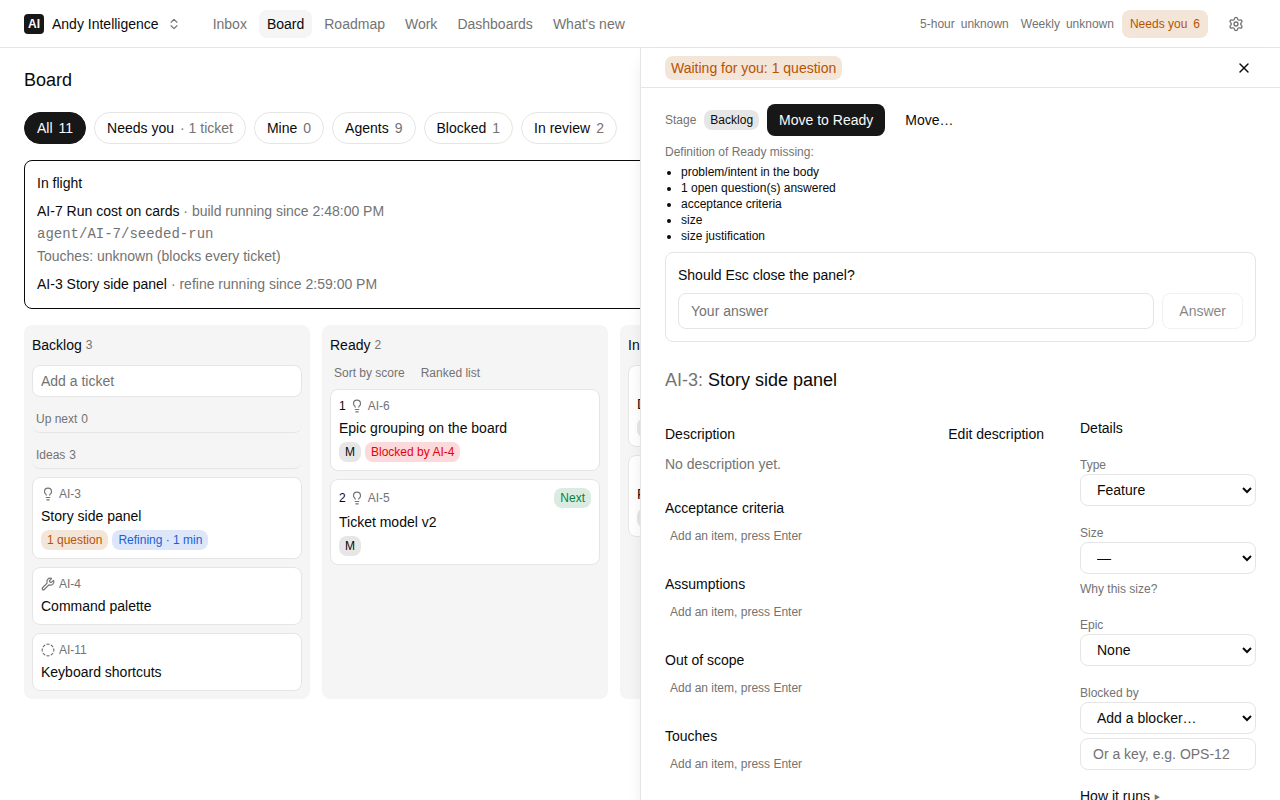 AI Andy Intelligence Inbox Board Roadmap Work Dashboards What's new 5-hour unknown Weekly unknown Needs you 6
Board
All 11 Needs you · 1 ticket Mine 0 Agents 9 Blocked 1 In review 2
In flight
AI-7 Run cost on cards · build running since 2:48:00 PM
agent/AI-7/seeded-run
Touches: unknown (blocks every ticket)
AI-3 Story side panel · refine running since 2:59:00 PM
Backlog 3
Add a ticket
Up next 0
Ideas 3
AI-3
Story side panel
1 question Refining · 1 min
AI-4
Command palette
AI-11
Keyboard shortcuts
Ready 2
Sort by score Ranked list
1 AI-6
Epic grouping on the board
M Blocked by AI-4
2 AI-5 Next
Ticket model v2
M
In
Waiting for you: 1 question
Stage Backlog Move to Ready Move…
Definition of Ready missing:
• problem/intent in the body
• 1 open question(s) answered
• acceptance criteria
• size
• size justification
Should Esc close the panel?
Your answer Answer
AI-3: Story side panel
Description Edit description
No description yet.
Acceptance criteria
Add an item, press Enter
Assumptions
Add an item, press Enter
Out of scope
Add an item, press Enter
Touches
Add an item, press Enter
Details
Type
Feature
Size
—
Why this size?
Epic
None
Blocked by
Add a blocker…
Or a key, e.g. OPS-12
How it runs ▸